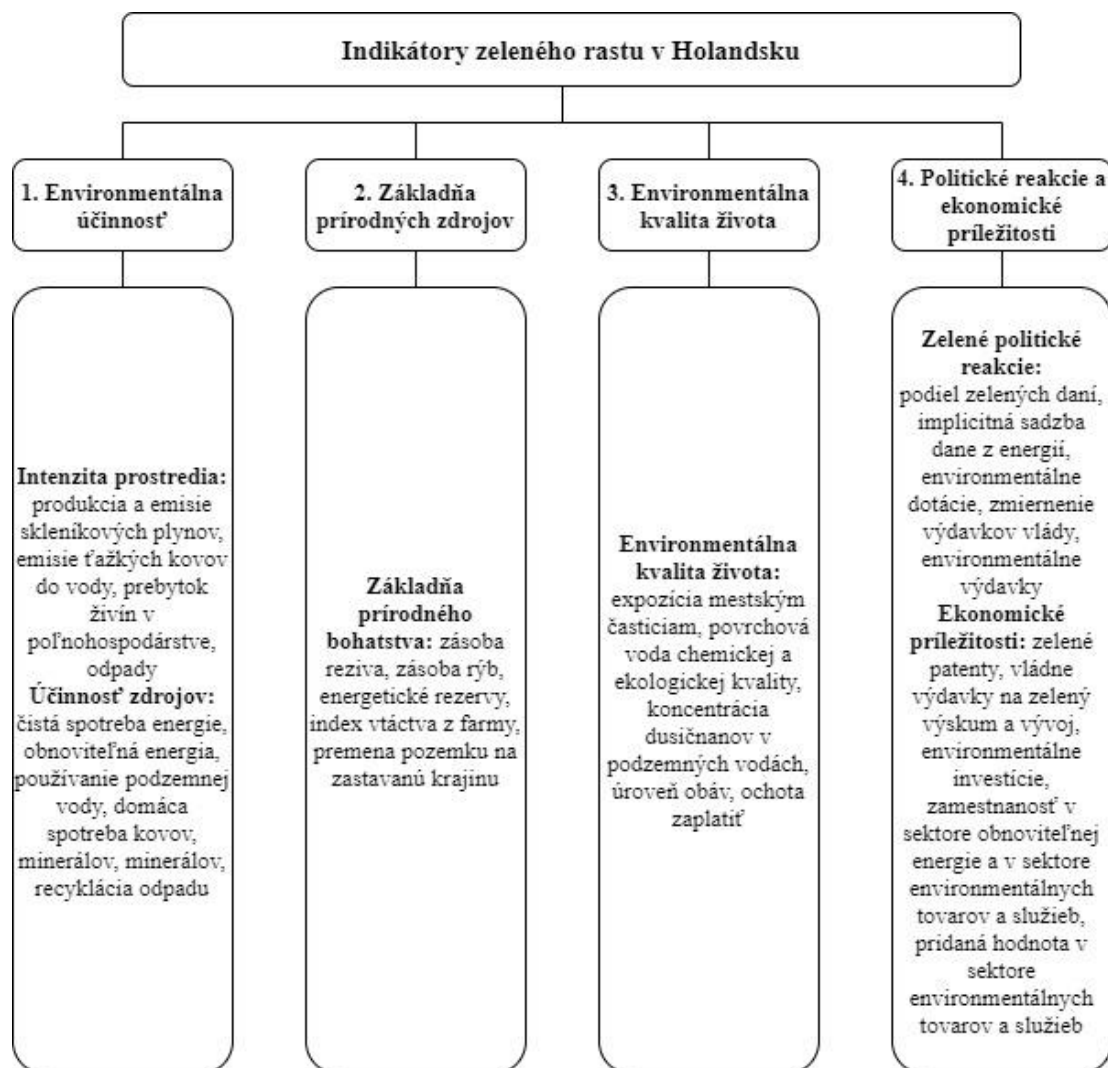 Indikátory zeleného rastu v Holandsku
1. Environmentálna
účinnosť
2. Základňa
prírodných zdrojov
3. Environmentálna
kvalita života
4. Politické reakcie a
ekonomické
príležitosti
Intenzita prostredia:
produkcia a emisie
skleníkových plynov,
emisie ťažkých kovov
do vody, prebytok
živín v
poľnohospodárstve,
odpady
Účinnosť zdrojov:
čistá spotreba energie,
obnoviteľná energia,
používanie podzemnej
vody, domáca
spotreba kovov,
minerálov, minerálov,
recyklácia odpadu
Základňa
prírodného
bohatstva: zásoba
reziva, zásoba rýb,
energetické rezervy,
index vtáctva z farmy,
premena pozemku na
zastavanú krajinu
Environmentálna
kvalita života:
expozícia mestským
časticiam, povrchová
voda chemickej a
ekologickej kvality,
koncentrácia
dusičnanov v
podzemných vodách,
úroveň obáv, ochota
zaplatiť
Zelené politické
reakcie:
podiel zelených daní,
implicitná sadzba
dane z energií,
environmentálne
dotácie, zmiernenie
výdavkov vlády,
environmentálne
výdavky
Ekonomické
príležitosti: zelené
patenty, vládne
výdavky na zelený
výskum a vývoj,
environmentálne
investície,
zamestnanosť v
sektore obnoviteľnej
energie a v sektore
environmentálnych
tovarov a služieb,
pridaná hodnota v
sektore
environmentálnych
tovarov a služieb